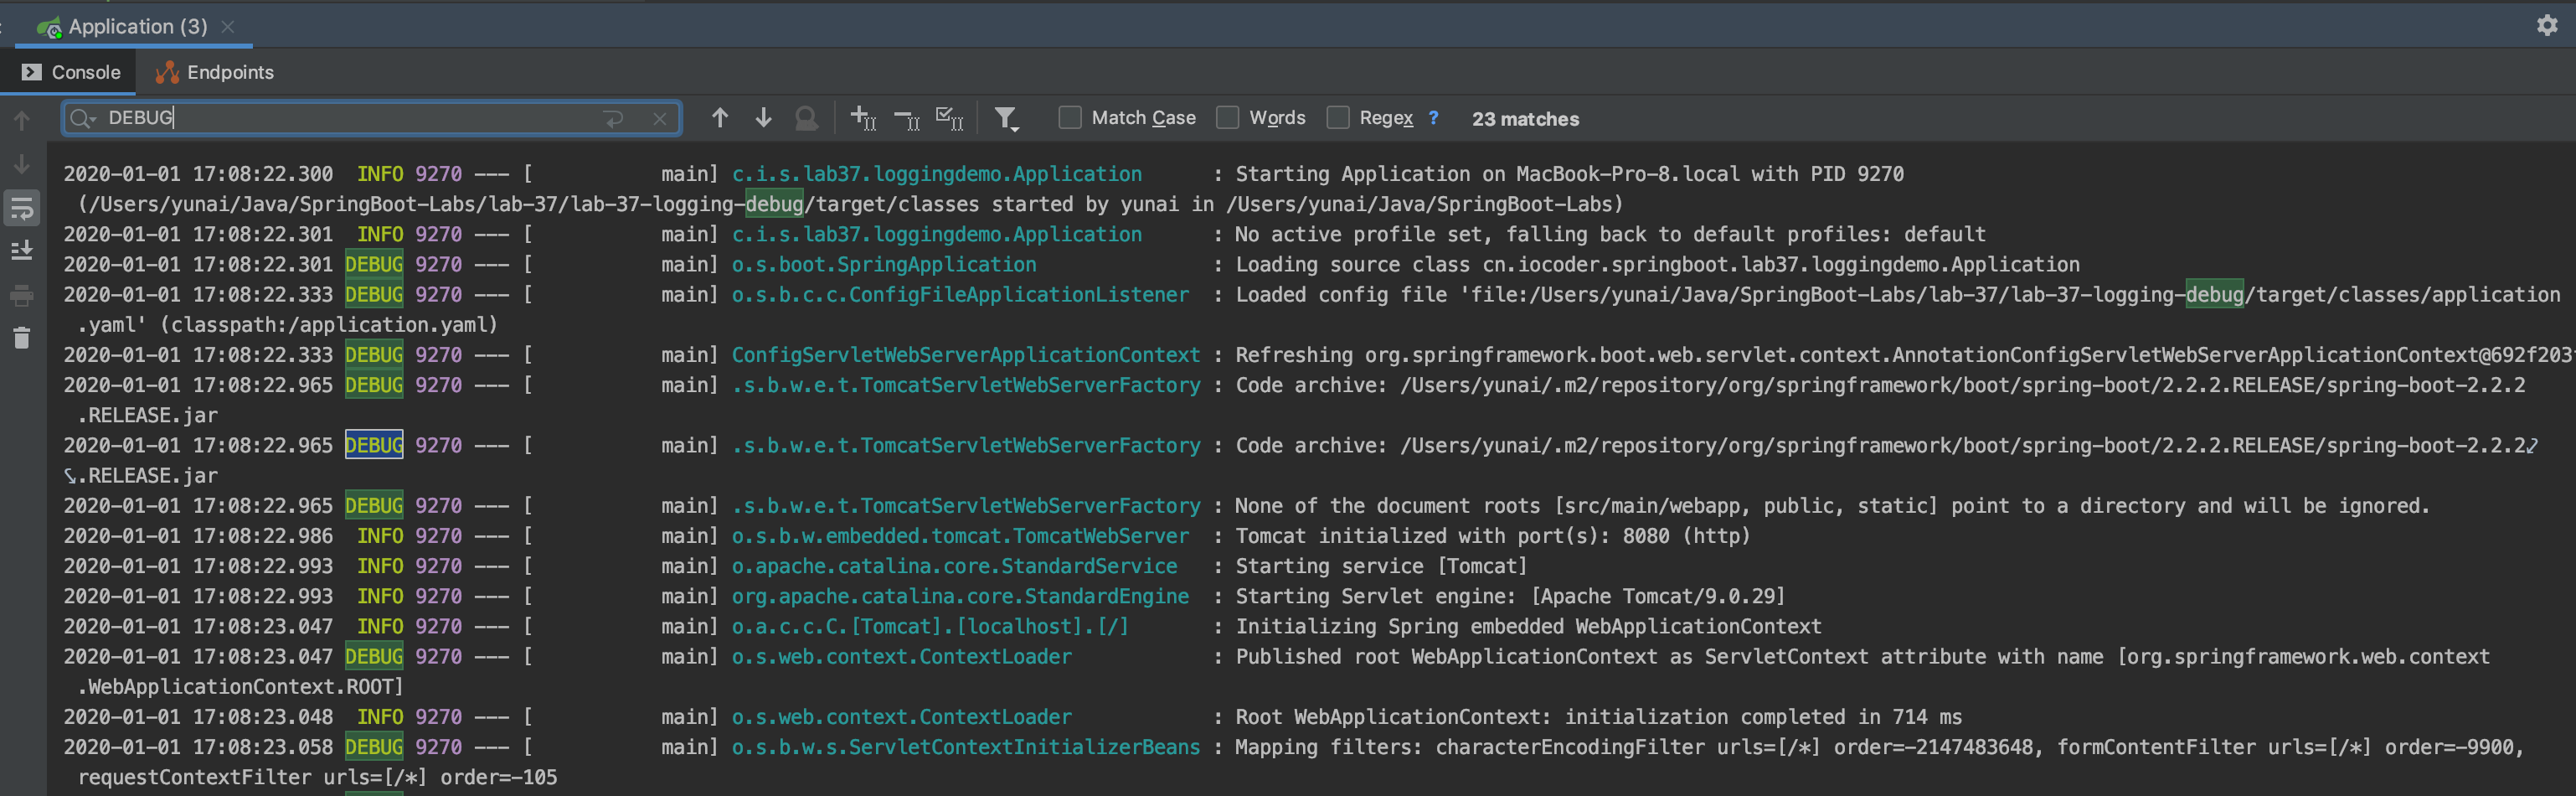 Application (3)
Console Endpoints
DEBUG Match Case Words Regex ? 23 matches
2020-01-01 17:08:22.300  INFO 9270 --- [           main] c.i.s.lab37.loggingdemo.Application      : Starting Application on MacBook-Pro-8.local with PID 9270
(/Users/yunai/Java/SpringBoot-Labs/lab-37/lab-37-logging-debug/target/classes started by yunai in /Users/yunai/Java/SpringBoot-Labs)
2020-01-01 17:08:22.301  INFO 9270 --- [           main] c.i.s.lab37.loggingdemo.Application      : No active profile set, falling back to default profiles: default
2020-01-01 17:08:22.301 DEBUG 9270 --- [           main] o.s.boot.SpringApplication               : Loading source class cn.iocoder.springboot.lab37.loggingdemo.Application
2020-01-01 17:08:22.333 DEBUG 9270 --- [           main] o.s.b.c.c.ConfigFileApplicationListener  : Loaded config file 'file:/Users/yunai/Java/SpringBoot-Labs/lab-37/lab-37-logging-debug/target/classes/application
.yaml' (classpath:/application.yaml)
2020-01-01 17:08:22.333 DEBUG 9270 --- [           main] ConfigServletWebServerApplicationContext : Refreshing org.springframework.boot.web.servlet.context.AnnotationConfigServletWebServerApplicationContext@692f203
2020-01-01 17:08:22.965 DEBUG 9270 --- [           main] .s.b.w.e.t.TomcatServletWebServerFactory : Code archive: /Users/yunai/.m2/repository/org/springframework/boot/spring-boot/2.2.2.RELEASE/spring-boot-2.2.2
.RELEASE.jar
2020-01-01 17:08:22.965 DEBUG 9270 --- [           main] .s.b.w.e.t.TomcatServletWebServerFactory : Code archive: /Users/yunai/.m2/repository/org/springframework/boot/spring-boot/2.2.2.RELEASE/spring-boot-2.2.2
.RELEASE.jar
2020-01-01 17:08:22.965 DEBUG 9270 --- [           main] .s.b.w.e.t.TomcatServletWebServerFactory : None of the document roots [src/main/webapp, public, static] point to a directory and will be ignored.
2020-01-01 17:08:22.986  INFO 9270 --- [           main] o.s.b.w.embedded.tomcat.TomcatWebServer  : Tomcat initialized with port(s): 8080 (http)
2020-01-01 17:08:22.993  INFO 9270 --- [           main] o.apache.catalina.core.StandardService   : Starting service [Tomcat]
2020-01-01 17:08:22.993  INFO 9270 --- [           main] org.apache.catalina.core.StandardEngine  : Starting Servlet engine: [Apache Tomcat/9.0.29]
2020-01-01 17:08:23.047  INFO 9270 --- [           main] o.a.c.c.C.[Tomcat].[localhost].[/]       : Initializing Spring embedded WebApplicationContext
2020-01-01 17:08:23.047 DEBUG 9270 --- [           main] o.s.web.context.ContextLoader            : Published root WebApplicationContext as ServletContext attribute with name [org.springframework.web.context
.WebApplicationContext.ROOT]
2020-01-01 17:08:23.048  INFO 9270 --- [           main] o.s.web.context.ContextLoader            : Root WebApplicationContext: initialization completed in 714 ms
2020-01-01 17:08:23.058 DEBUG 9270 --- [           main] o.s.b.w.s.ServletContextInitializerBeans : Mapping filters: characterEncodingFilter urls=[/*] order=-2147483648, formContentFilter urls=[/*] order=-9900,
requestContextFilter urls=[/*] order=-105